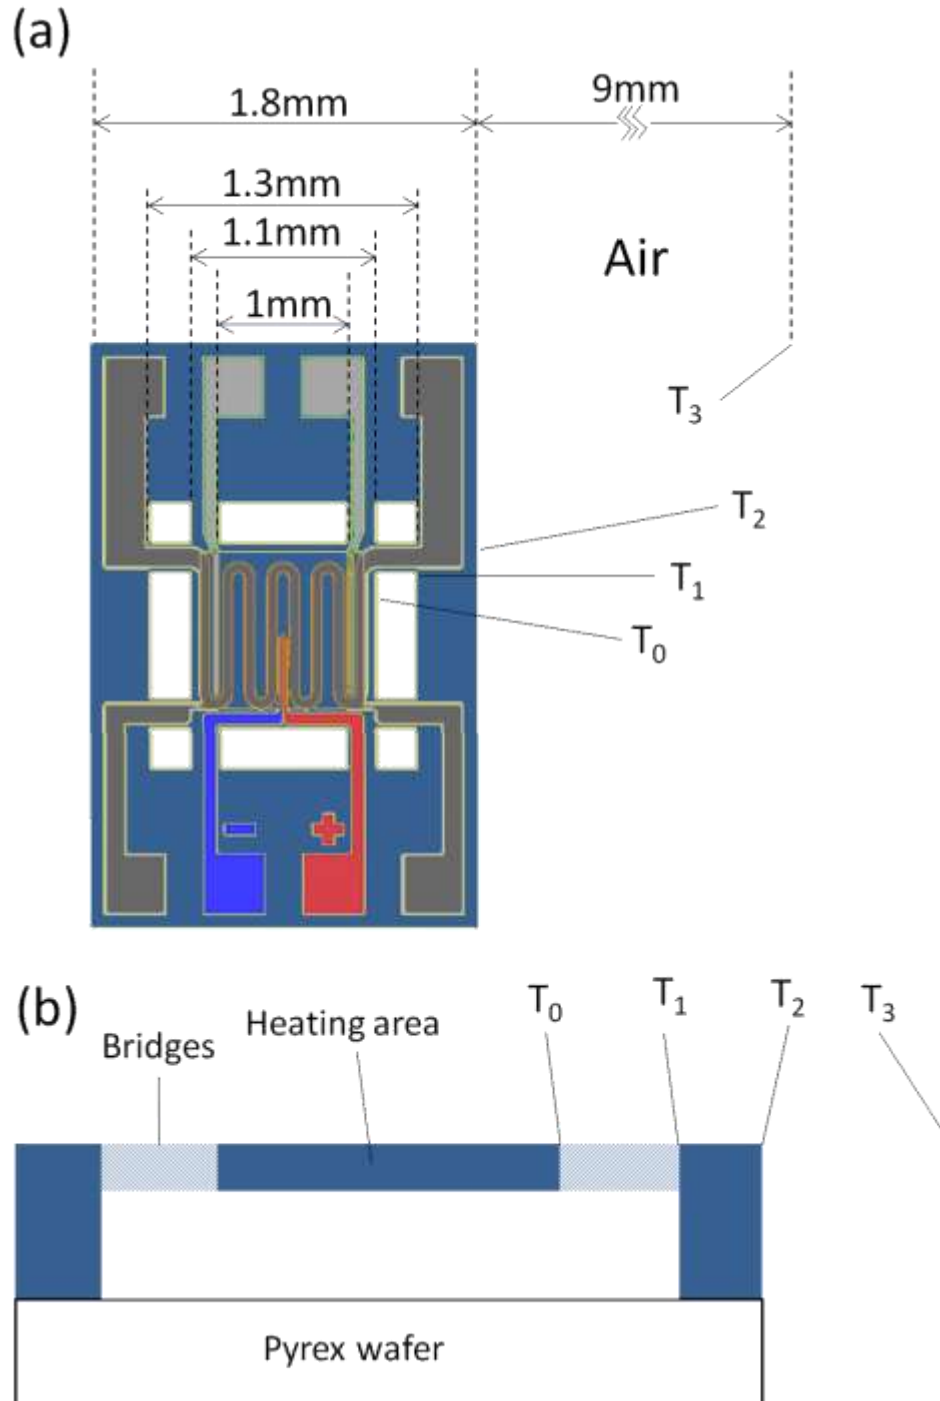 (a)
1.8mm
9mm
1.3mm
1.1mm
1mm
Air
T₃
T₂
T₁
T₀
- +
(b)
Bridges
Heating area
T₀
T₁
T₂
T₃
Pyrex wafer